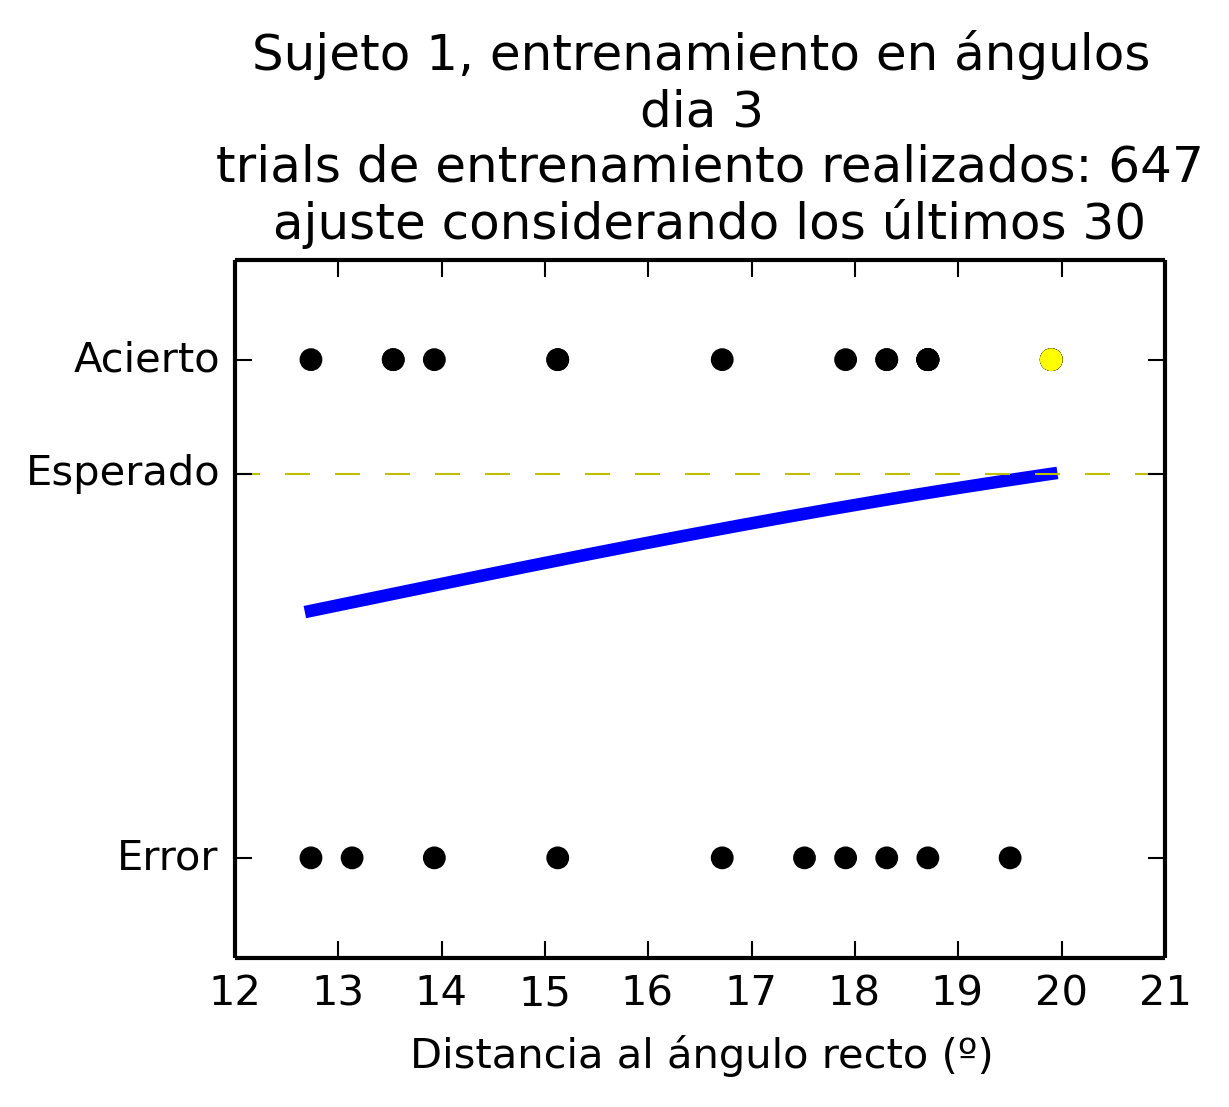 Sujeto 1, entrenamiento en ángulos
dia 3
trials de entrenamiento realizados: 647
ajuste considerando los últimos 30
Acierto
Esperado
Error
12 13 14 15 16 17 18 19 20 21
Distancia al ángulo recto (º)